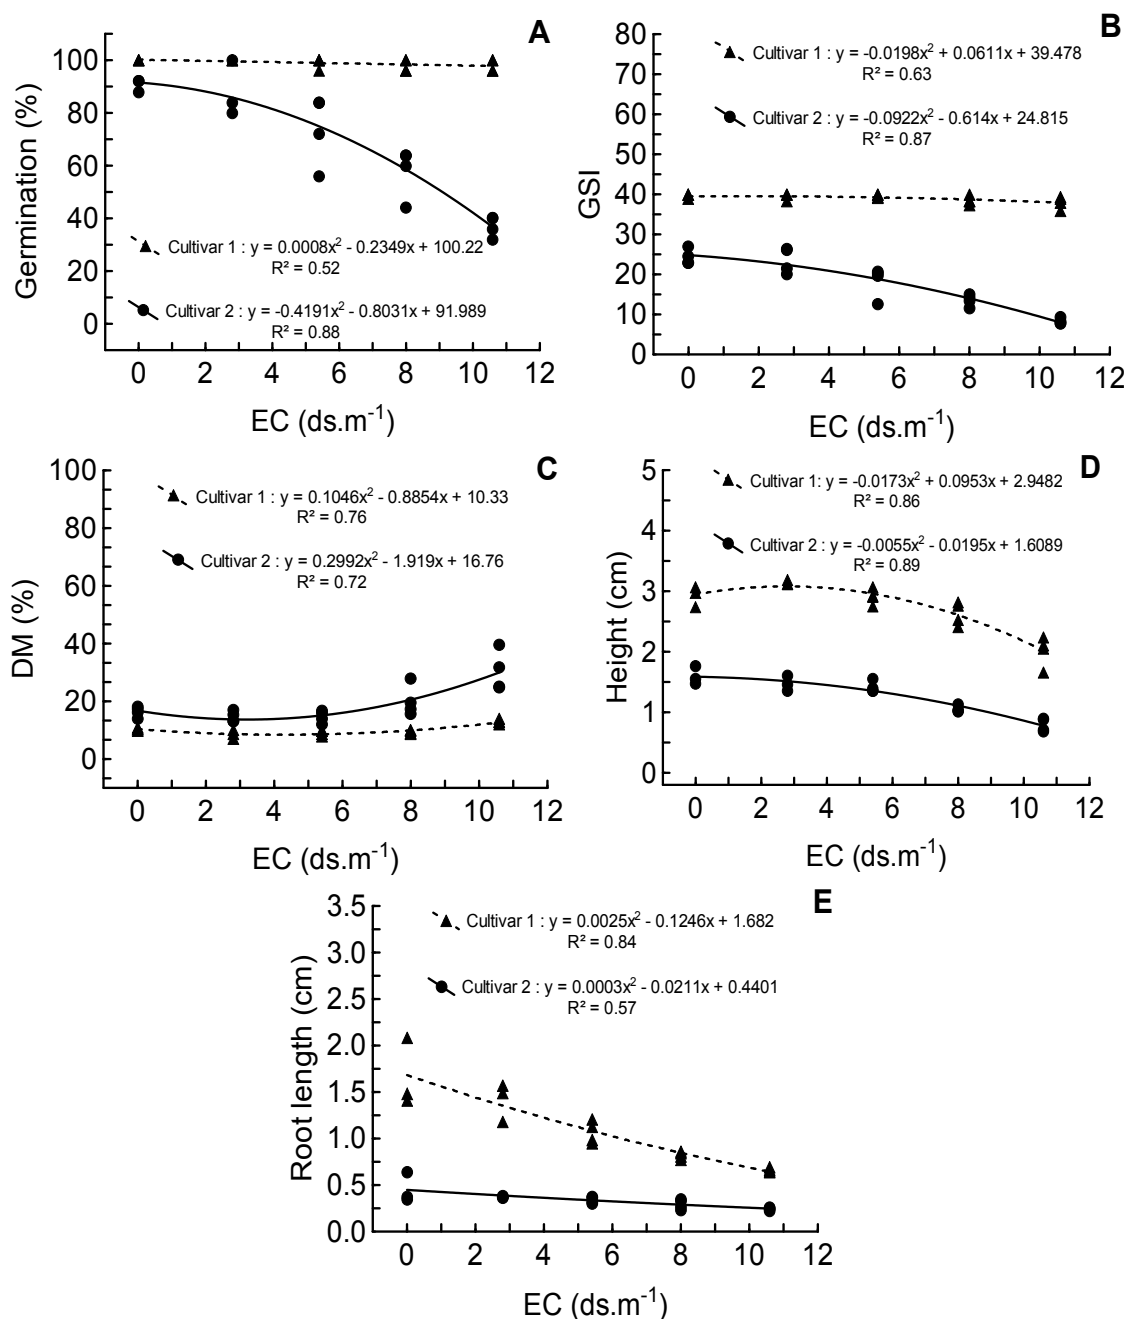 A
Germination (%)
100
80
60
40
20
0
Cultivar 1 : y = 0.0008x² - 0.2349x + 100.22
R² = 0.52
Cultivar 2 : y = -0.4191x² - 0.8031x + 91.989
R² = 0.88
0 2 4 6 8 10 12
EC (ds.m⁻¹)
B
GSI
80
70
60
50
40
30
20
10
0
Cultivar 1 : y = -0.0198x² + 0.0611x + 39.478
R² = 0.63
Cultivar 2 : y = -0.0922x² - 0.614x + 24.815
R² = 0.87
0 2 4 6 8 10 12
EC (ds.m⁻¹)
C
DM (%)
100
80
60
40
20
0
Cultivar 1 : y = 0.1046x² - 0.8854x + 10.33
R² = 0.76
Cultivar 2 : y = 0.2992x² - 1.919x + 16.76
R² = 0.72
0 2 4 6 8 10 12
EC (ds.m⁻¹)
D
Height (cm)
5
4
3
2
1
0
Cultivar 1: y = -0.0173x² + 0.0953x + 2.9482
R² = 0.86
Cultivar 2 : y = -0.0055x² - 0.0195x + 1.6089
R² = 0.89
0 2 4 6 8 10 12
EC (ds.m⁻¹)
E
Root length (cm)
3.5
3.0
2.5
2.0
1.5
1.0
0.5
0.0
Cultivar 1 : y = 0.0025x² - 0.1246x + 1.682
R² = 0.84
Cultivar 2 : y = 0.0003x² - 0.0211x + 0.4401
R² = 0.57
0 2 4 6 8 10 12
EC (ds.m⁻¹)